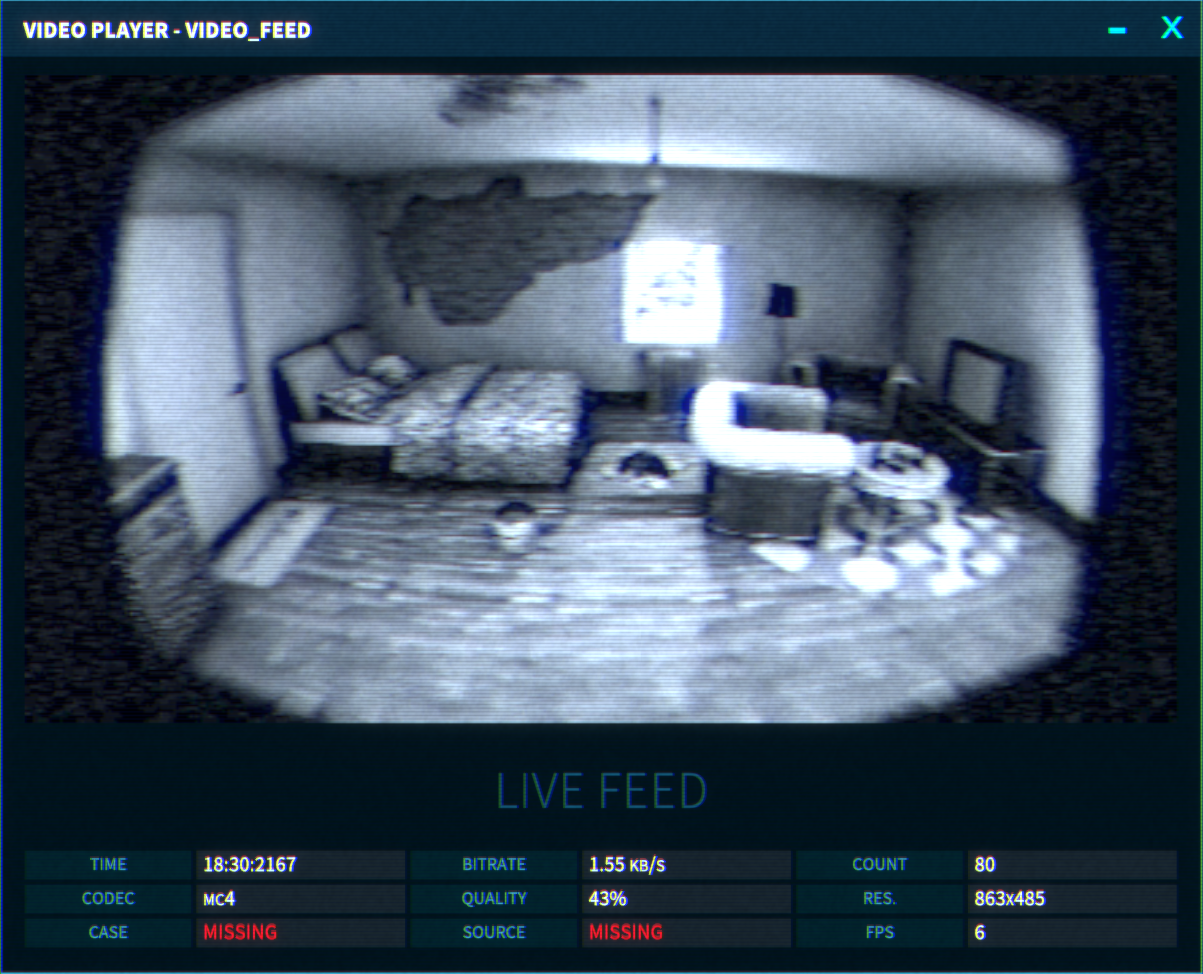 VIDEO PLAYER - VIDEO_FEED
LIVE FEED
TIME 18:30:2167 BITRATE 1.55 KB/S COUNT 80
CODEC MC4 QUALITY 43% RES. 863x485
CASE MISSING SOURCE MISSING FPS 6